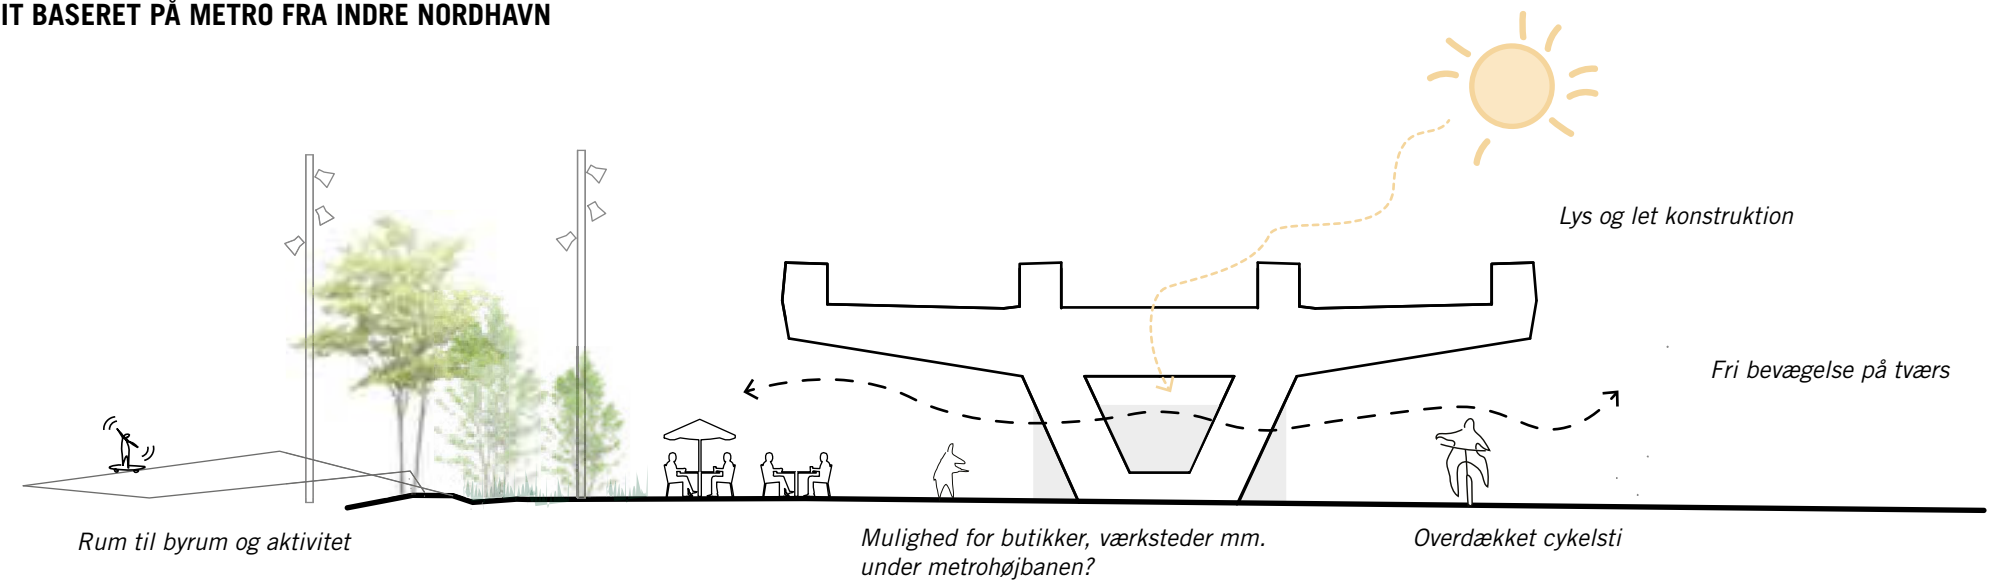 IT BASERET PÅ METRO FRA INDRE NORDHAVN
Lys og let konstruktion
Fri bevægelse på tværs
Rum til byrum og aktivitet
Mulighed for butikker, værksteder mm.
under metrohøjbanen?
Overdækket cykelsti